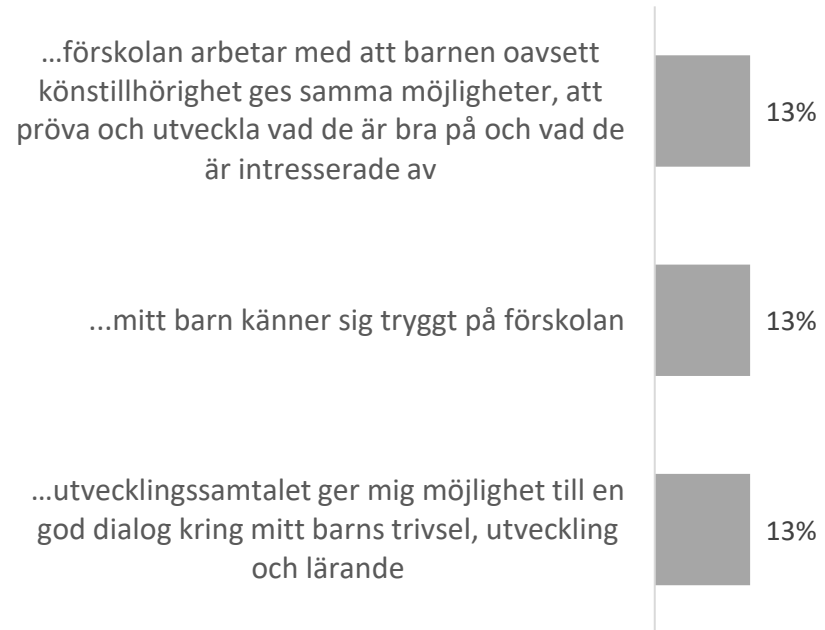 …förskolan arbetar med att barnen oavsett
könstillhörighet ges samma möjligheter, att
pröva och utveckla vad de är bra på och vad de
är intresserade av
13%
...mitt barn känner sig tryggt på förskolan
13%
…utvecklingssamtalet ger mig möjlighet till en
god dialog kring mitt barns trivsel, utveckling
och lärande
13%